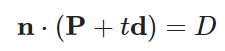 n · (P + td) = D